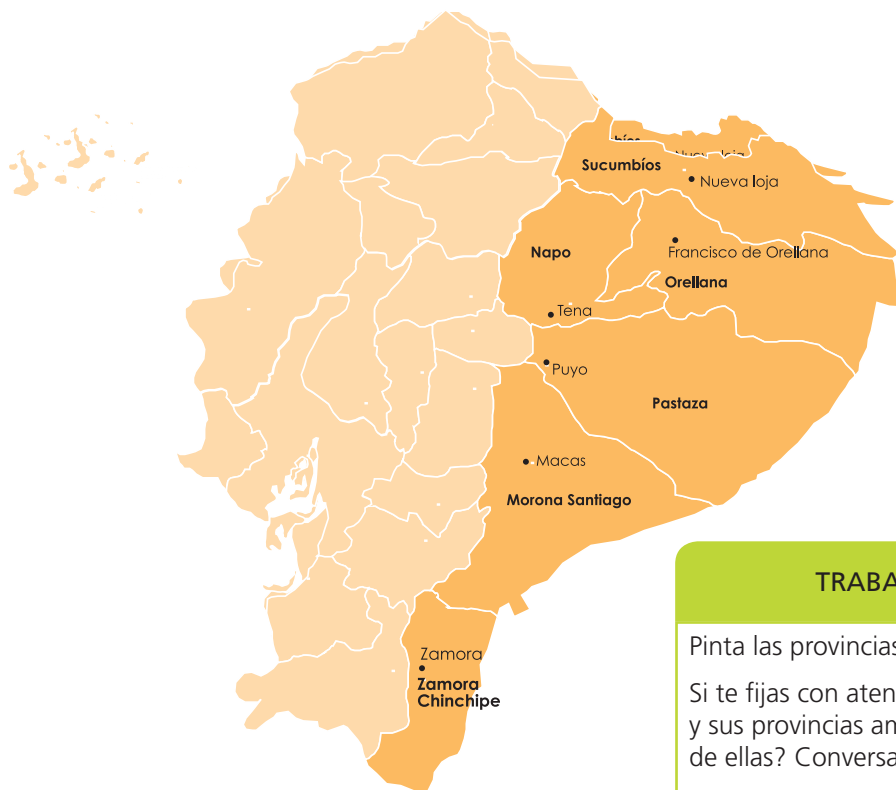 Sucumbíos
Nueva loja
Napo
Francisco de Orellana
Orellana
Tena
Puyo
Pastaza
Macas
Morona Santiago
Zamora
Zamora
Chinchipe
TRABA
Pinta las provincias
Si te fijas con aten
y sus provincias am
de ellas? Conversa